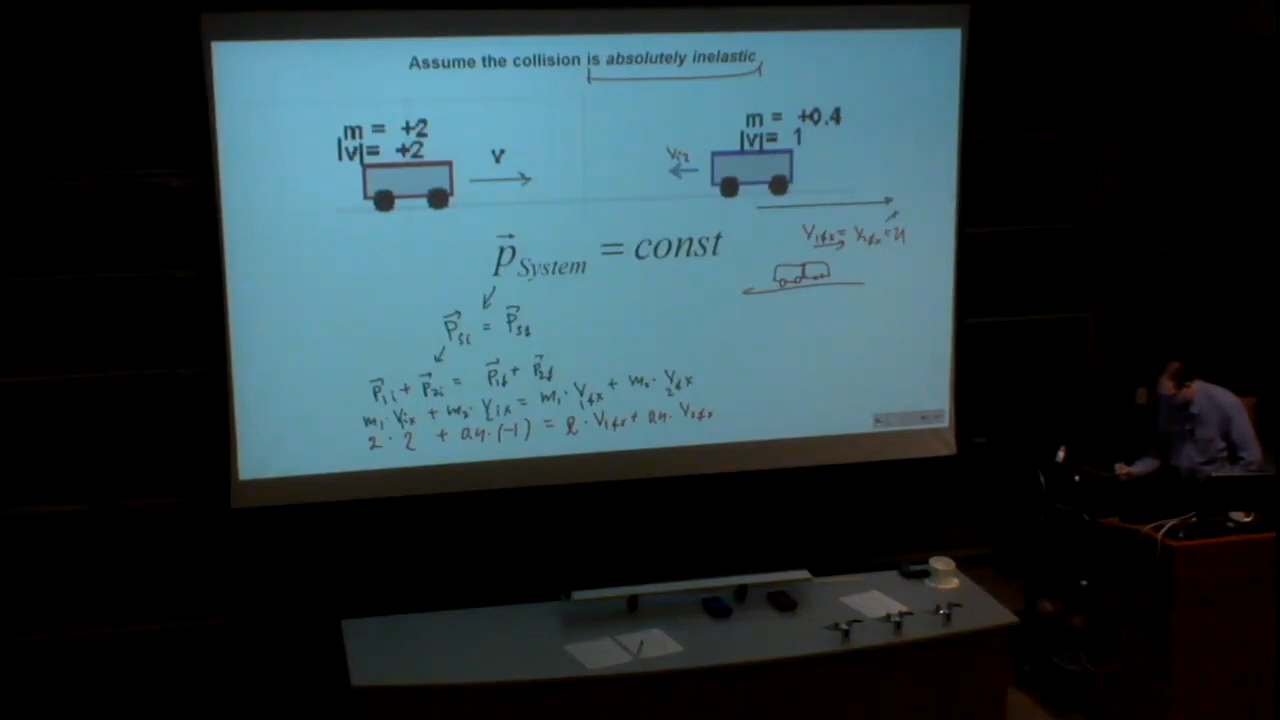 Assume the collision is absolutely inelastic
m = +2
|v|= +2
v
m = +0.4
|v|= 1
Vi2
p⃗System = const
V1fx = V2fx = u
P⃗si = P⃗sf
P⃗1i + P⃗2i = P⃗1f + P⃗2f
m1 · V1ix + m2 · V2ix = m1 · V1fx + m2 · V2fx
2 · 2 + 0.4 · (-1) = 2 · V1fx + 0.4 · V2fx